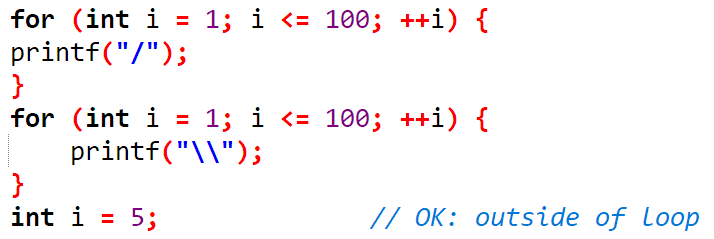 for (int i = 1; i <= 100; ++i) {
printf("/");
}
for (int i = 1; i <= 100; ++i) {
    printf("\\");
}
int i = 5;              // OK: outside of loop